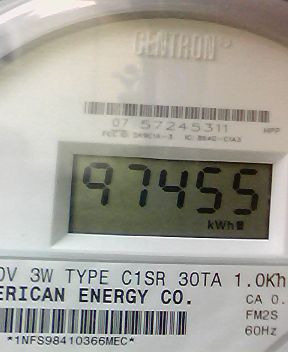 CENTRON
07 57245311 HPP
97455
kWh
0V 3W TYPE C1SR 30TA 1.0Kh
ERICAN ENERGY CO.
CA 0.
FM2S
60Hz
*1NFS98410366MEC*